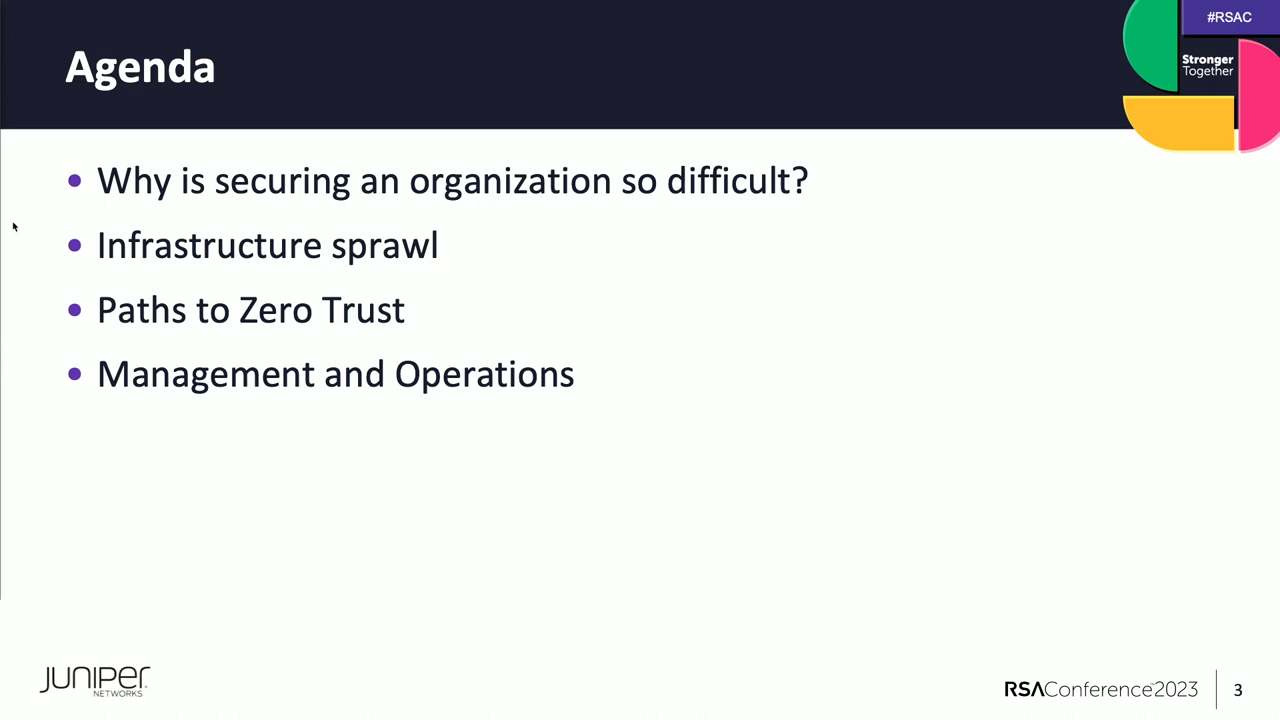 #RSAC
Stronger
Together
Agenda
• Why is securing an organization so difficult?
• Infrastructure sprawl
• Paths to Zero Trust
• Management and Operations
JUNIPEr
NETWORKS
RSAConference™2023
3